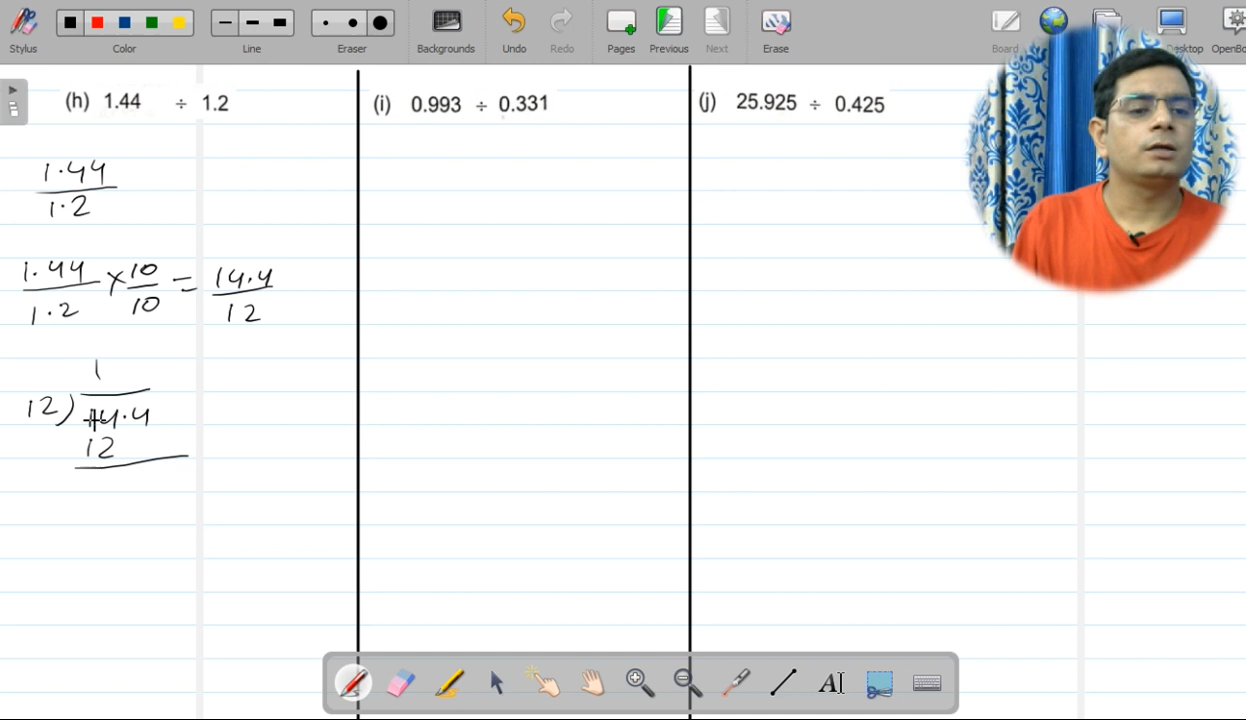 Stylus Color Line Eraser Backgrounds Undo Redo Pages Previous Next Erase Board Desktop OpenBo
(h) 1.44 ÷ 1.2
(i) 0.993 ÷ 0.331
(j) 25.925 ÷ 0.425
1.44
1.2
1.44 × 10 = 14.4
1.2 10 12
1
12) 14.4
12